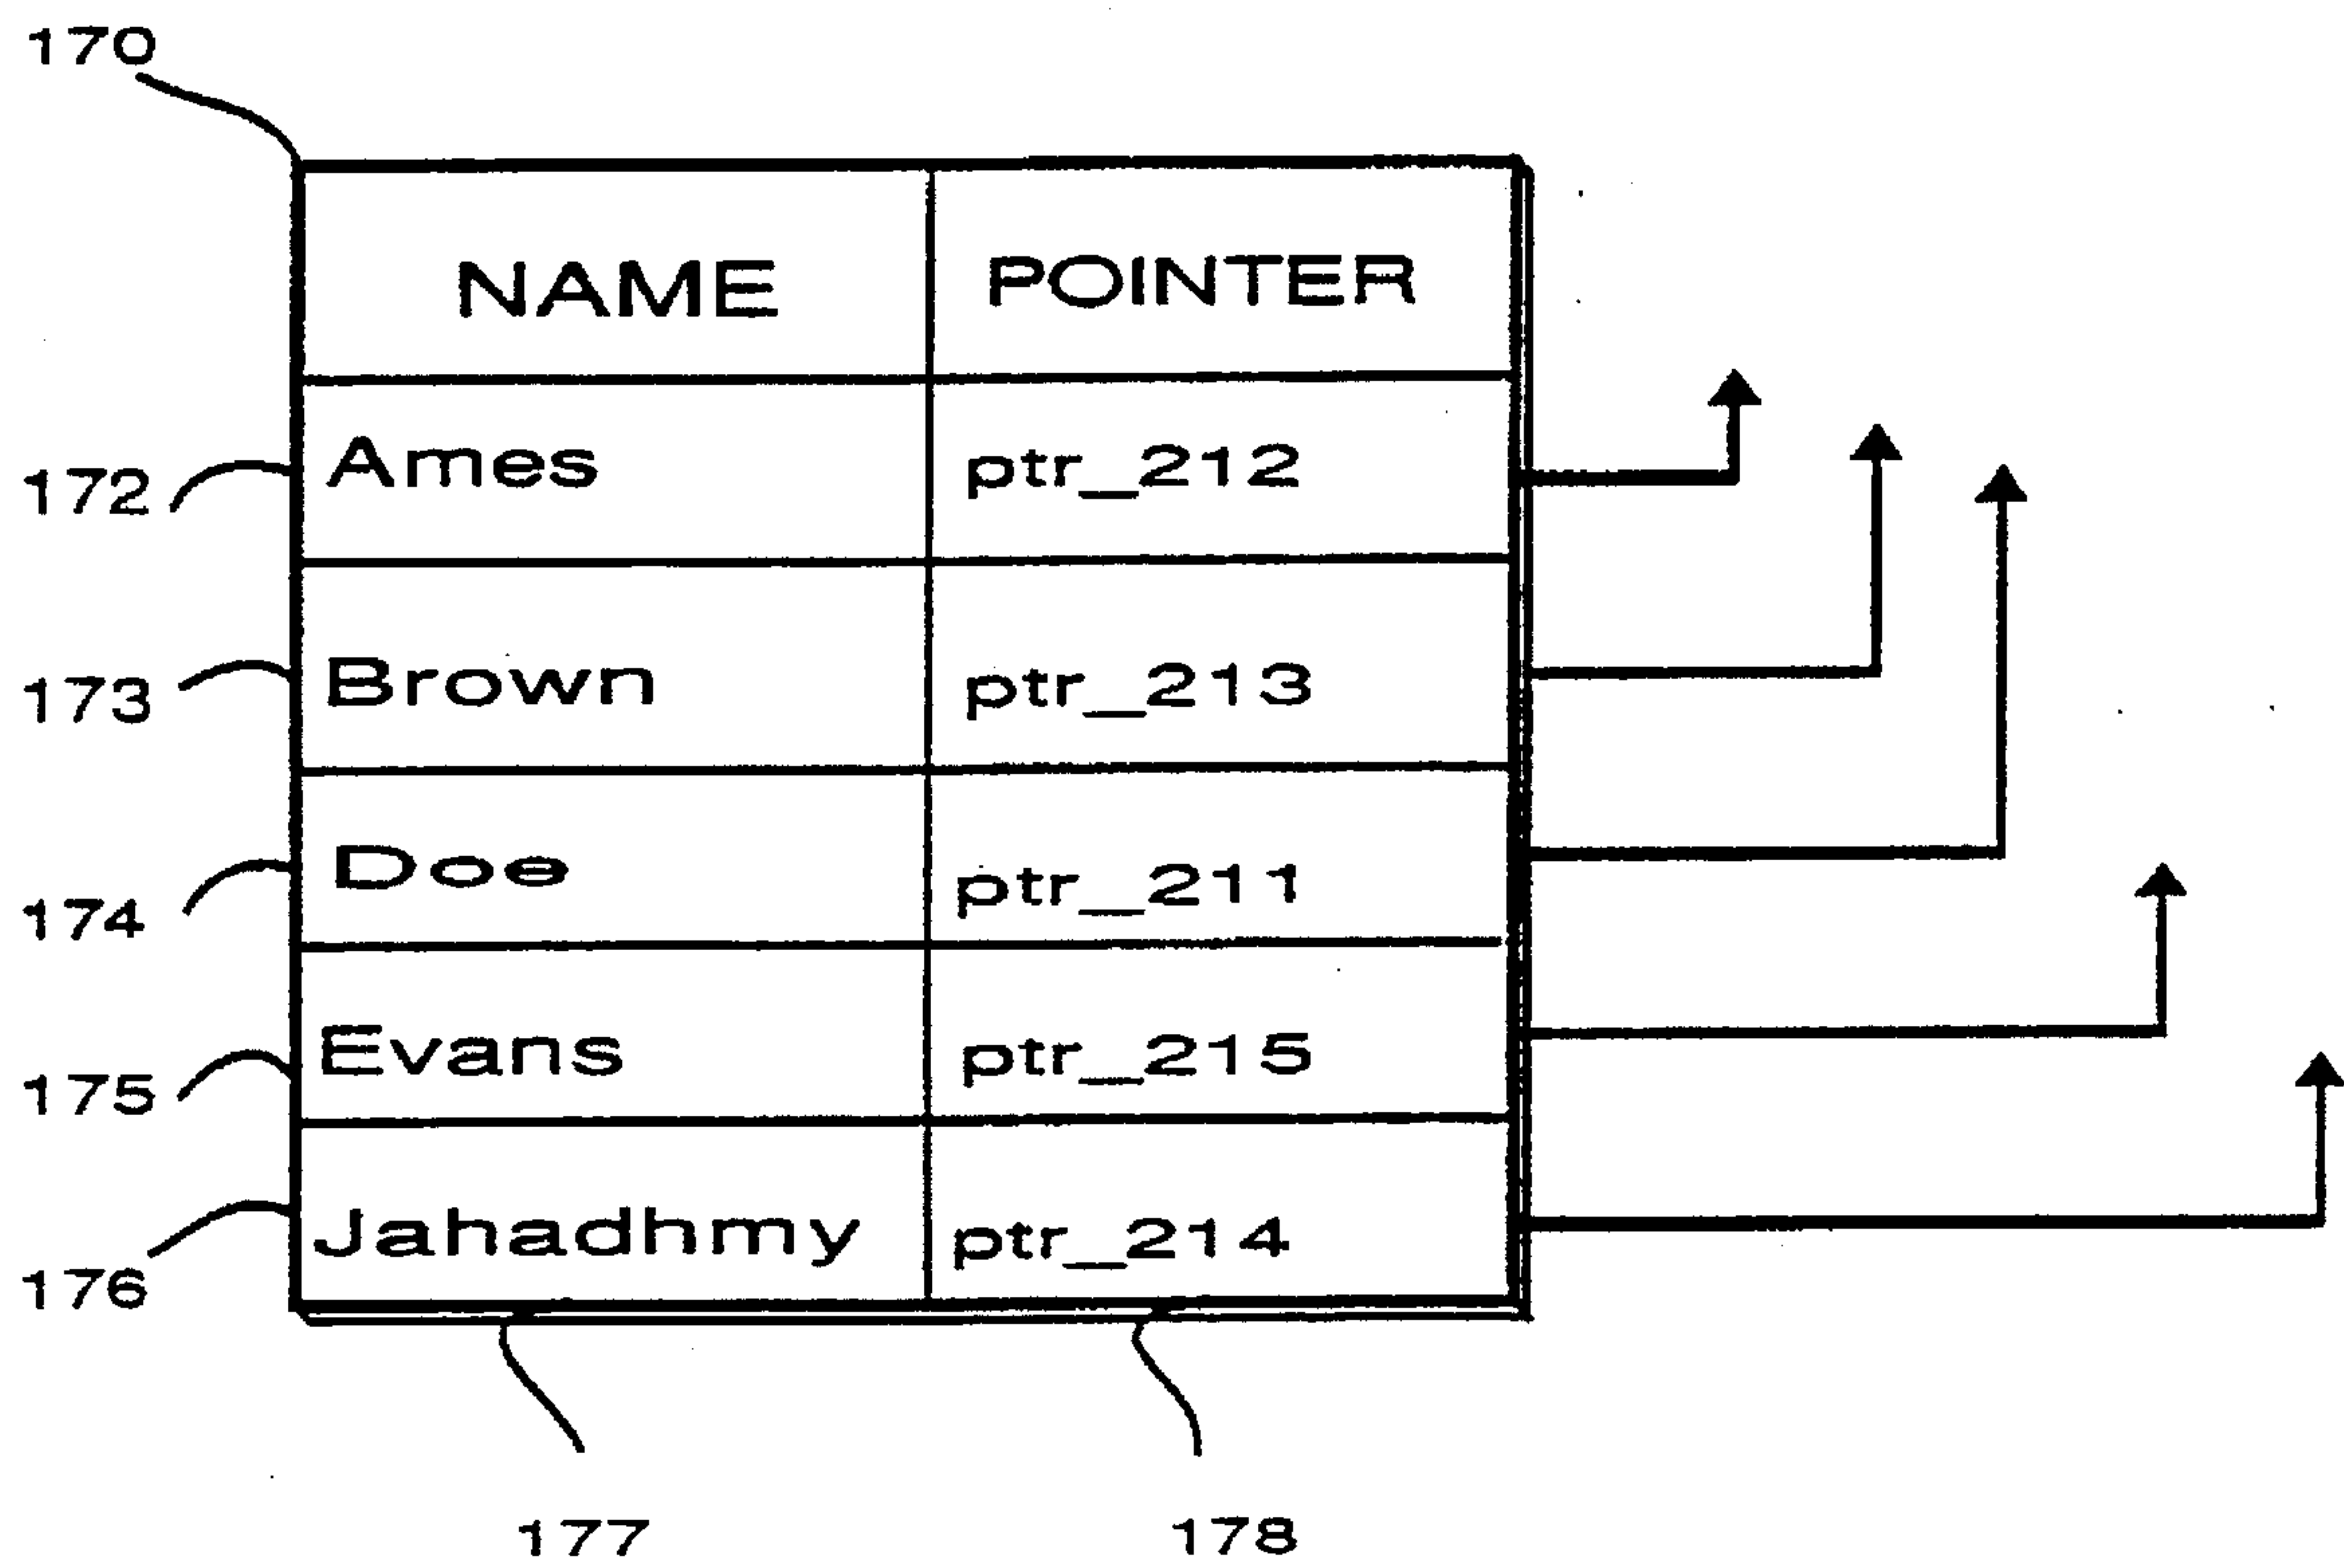 170
NAME POINTER
172 Ames ptr_212
173 Brown ptr_213
174 Doe ptr_211
175 Evans ptr_215
176 Jahadhmy ptr_214
177 178